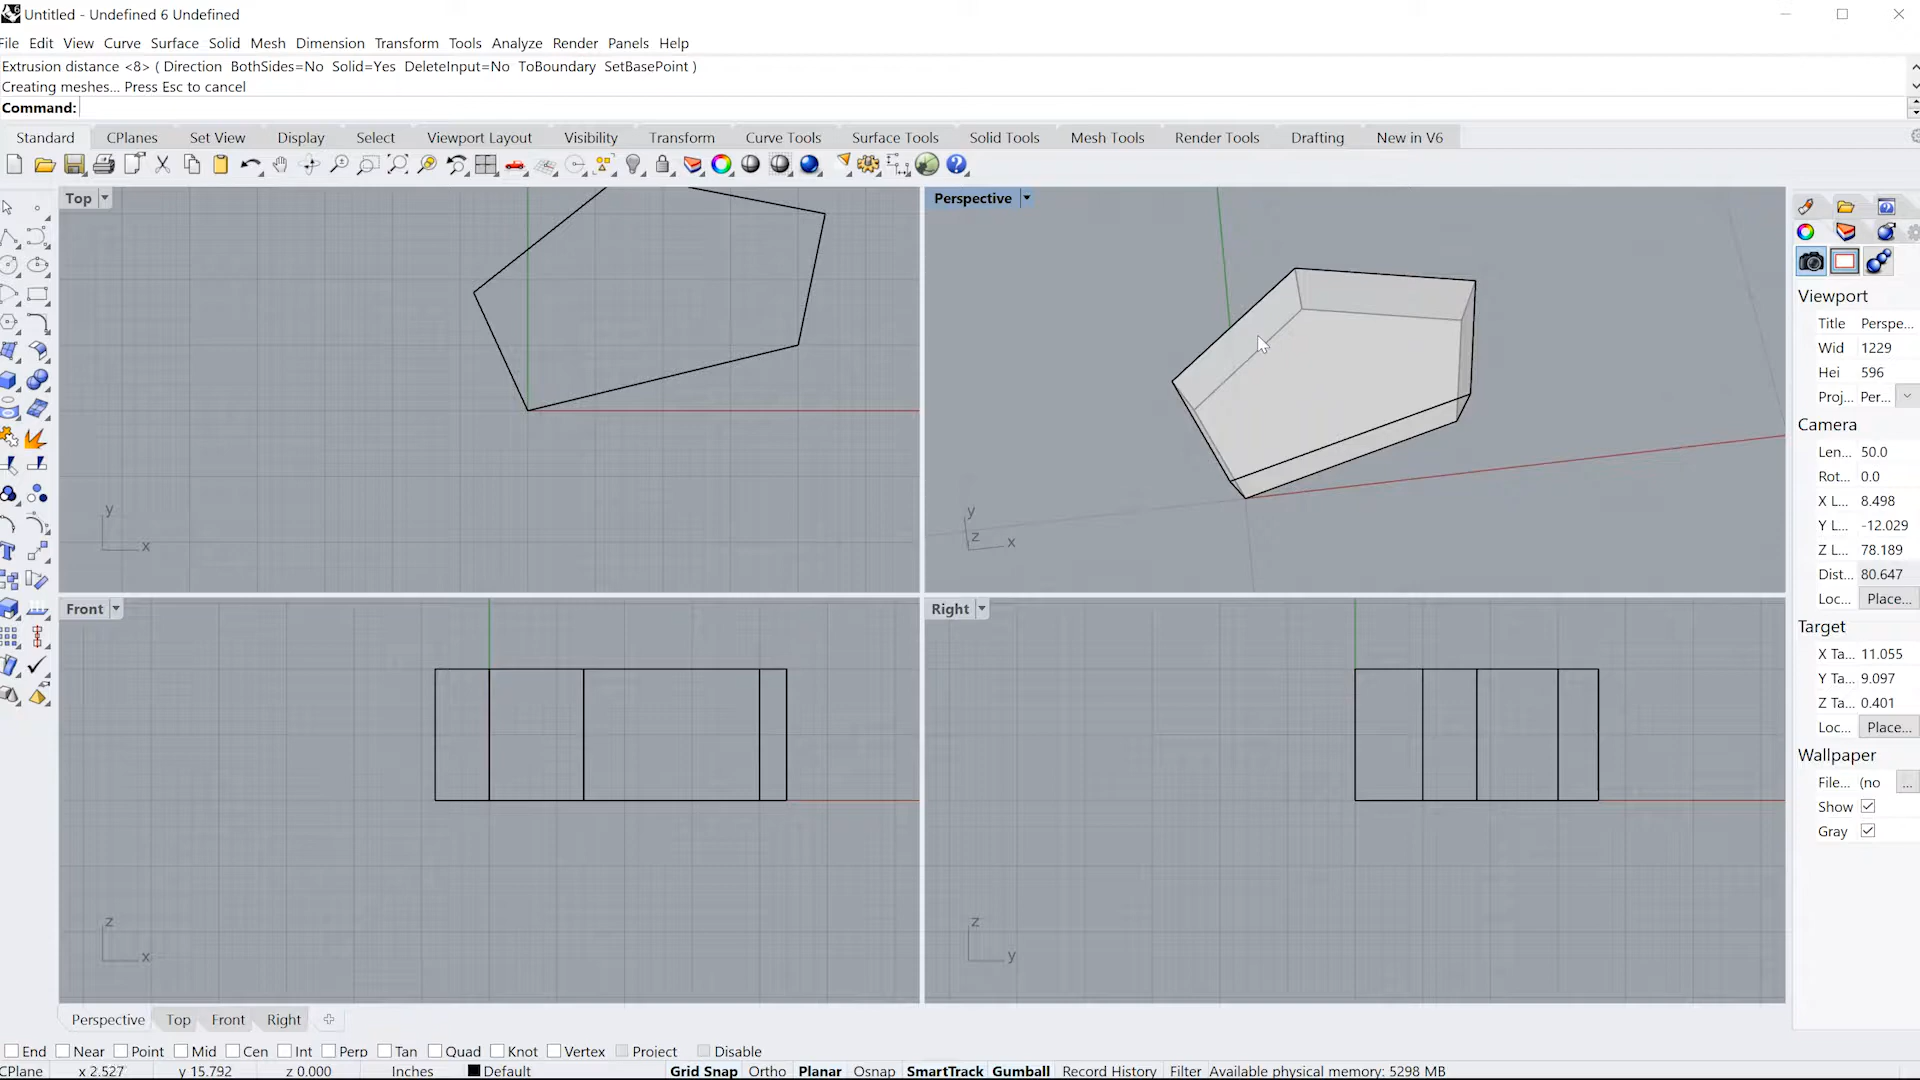 Untitled - Undefined 6 Undefined
File Edit View Curve Surface Solid Mesh Dimension Transform Tools Analyze Render Panels Help
Extrusion distance <8> ( Direction BothSides=No Solid=Yes DeleteInput=No ToBoundary SetBasePoint )
Creating meshes... Press Esc to cancel
Command:
Standard CPlanes Set View Display Select Viewport Layout Visibility Transform Curve Tools Surface Tools Solid Tools Mesh Tools Render Tools Drafting New in V6
Top
y
x
Perspective
y
z
x
Front
z
x
Right
z
y
Viewport
Title Perspe...
Wid 1229
Hei 596
Proj... Per...
Camera
Len... 50.0
Rot... 0.0
X L... 8.498
Y L... -12.029
Z L... 78.189
Dist... 80.647
Loc... Place...
Target
X Ta... 11.055
Y Ta... 9.097
Z Ta... 0.401
Loc... Place...
Wallpaper
File... (no ...
Show
Gray
Perspective Top Front Right
End Near Point Mid Cen Int Perp Tan Quad Knot Vertex Project Disable
CPlane x 2.527 y 15.792 z 0.000 Inches Default Grid Snap Ortho Planar Osnap SmartTrack Gumball Record History Filter Available physical memory: 5298 MB